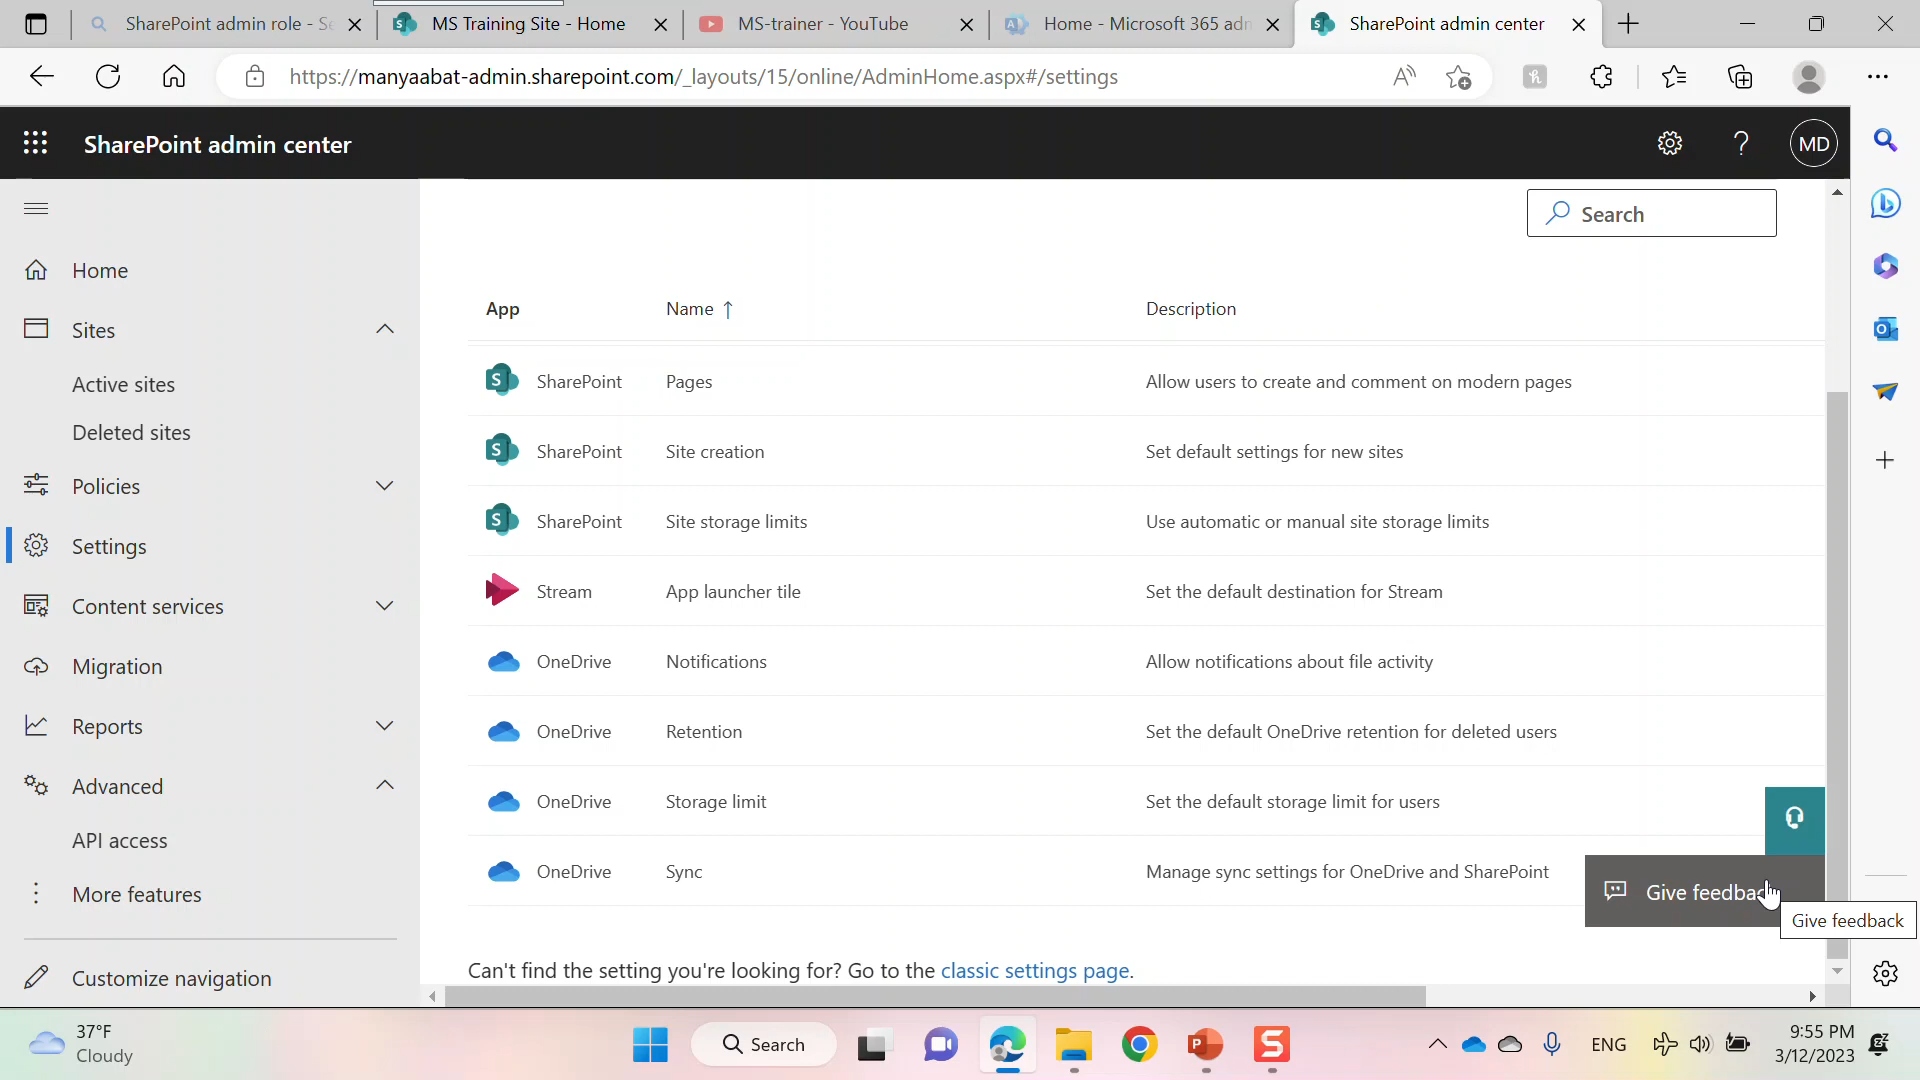 SharePoint admin role - Se
MS Training Site - Home
MS-trainer - YouTube
Home - Microsoft 365 adm
SharePoint admin center
https://manyaabat-admin.sharepoint.com/_layouts/15/online/AdminHome.aspx#/settings
SharePoint admin center
MD
Search
Home
Sites
Active sites
Deleted sites
Policies
Settings
Content services
Migration
Reports
Advanced
API access
More features
Customize navigation
App Name ↑ Description
SharePoint Pages Allow users to create and comment on modern pages
SharePoint Site creation Set default settings for new sites
SharePoint Site storage limits Use automatic or manual site storage limits
Stream App launcher tile Set the default destination for Stream
OneDrive Notifications Allow notifications about file activity
OneDrive Retention Set the default OneDrive retention for deleted users
OneDrive Storage limit Set the default storage limit for users
OneDrive Sync Manage sync settings for OneDrive and SharePoint
Give feedback
Give feedback
Can't find the setting you're looking for? Go to the classic settings page.
37°F
Cloudy
Search
ENG
9:55 PM
3/12/2023